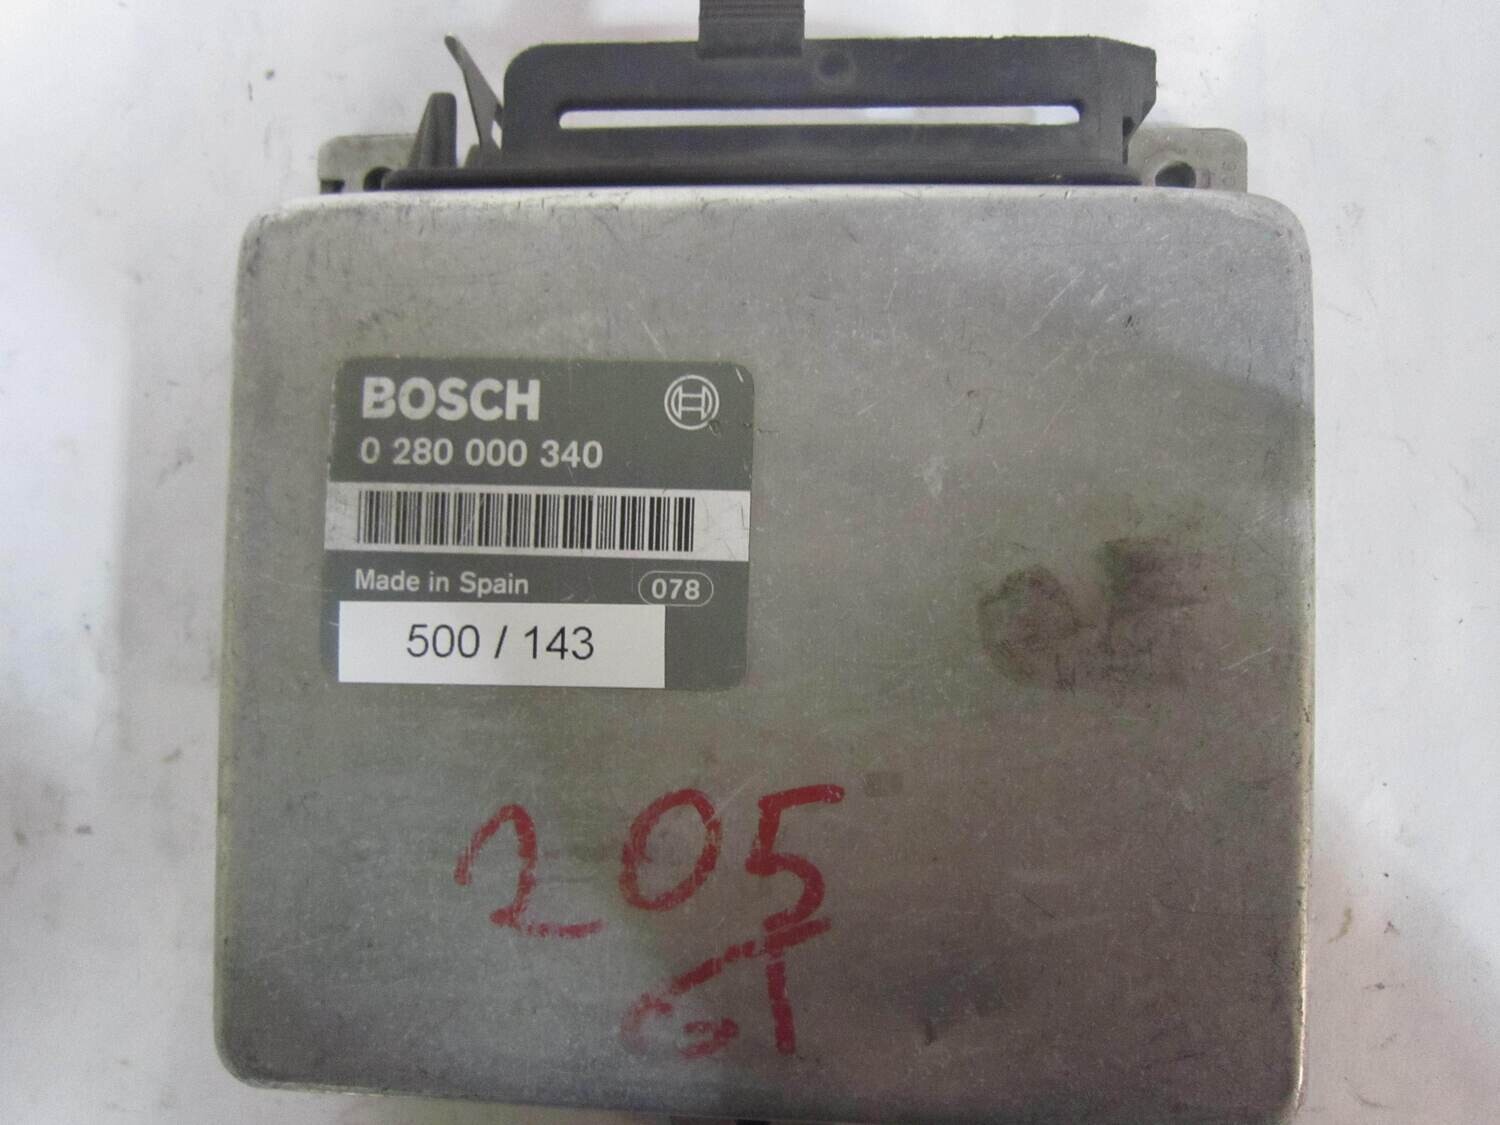 BOSCH
0 280 000 340
Made in Spain 078
500 / 143
205
GT